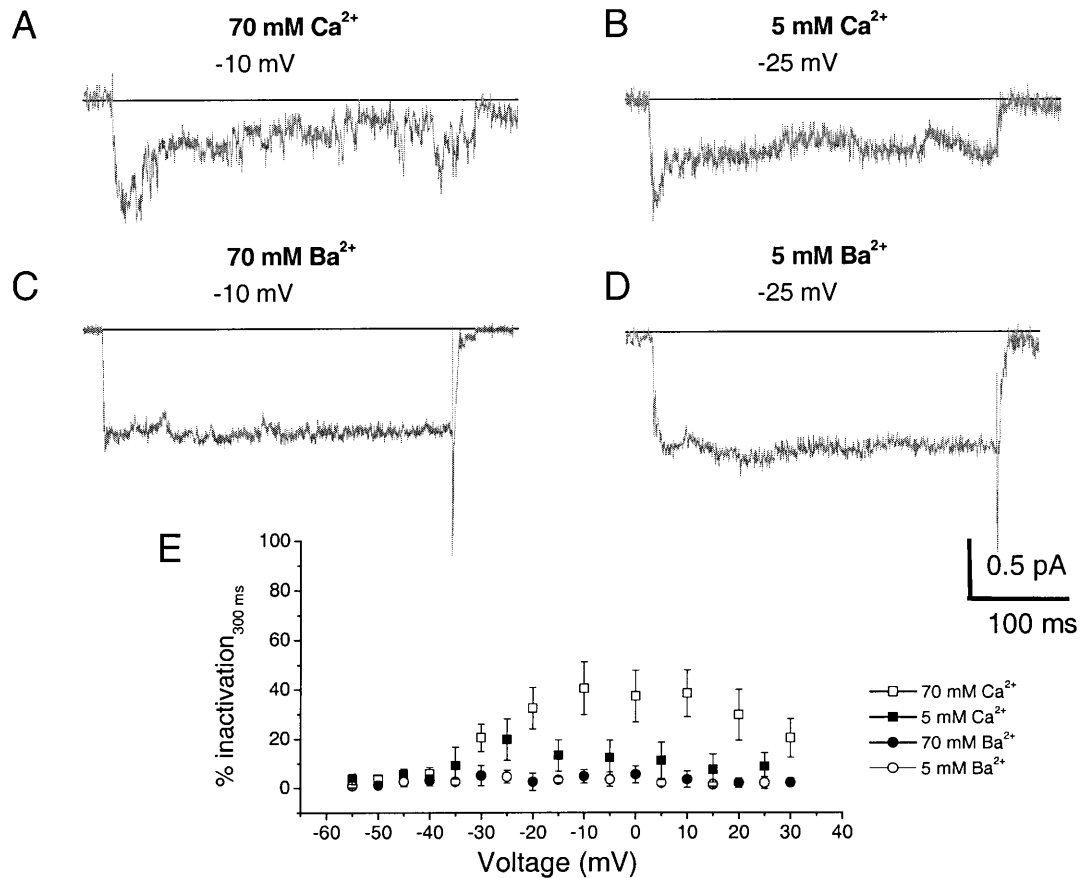 A
70 mM Ca²⁺
-10 mV
B
5 mM Ca²⁺
-25 mV
C
70 mM Ba²⁺
-10 mV
D
5 mM Ba²⁺
-25 mV
0.5 pA
100 ms
E
% inactivation₃₀₀ ₘₛ
100
80
60
40
20
0
-60 -50 -40 -30 -20 -10 0 10 20 30 40
Voltage (mV)
70 mM Ca²⁺
5 mM Ca²⁺
70 mM Ba²⁺
5 mM Ba²⁺